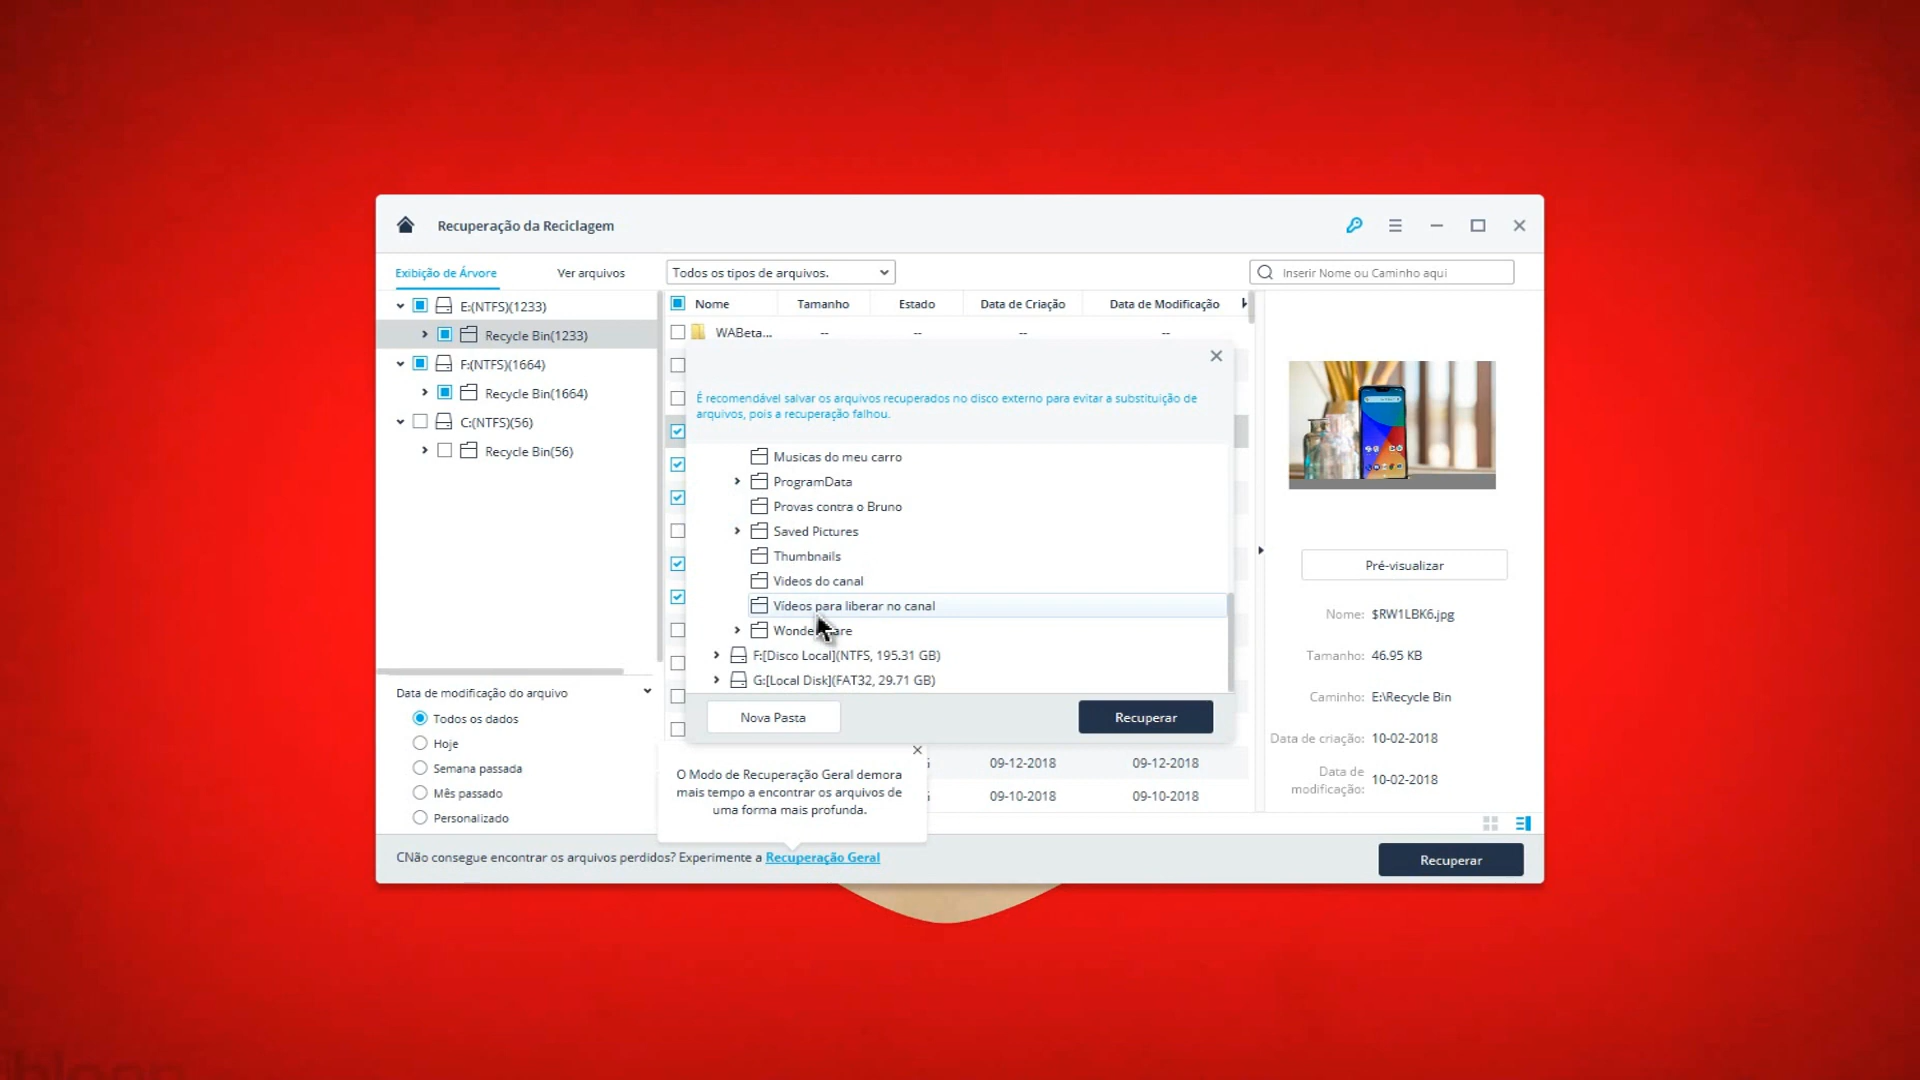 Recuperação da Reciclagem
Exibição de Árvore
Ver arquivos
Todos os tipos de arquivos.
Inserir Nome ou Caminho aqui
E:(NTFS)(1233)
Recycle Bin(1233)
F:(NTFS)(1664)
Recycle Bin(1664)
C:(NTFS)(56)
Recycle Bin(56)
Nome Tamanho Estado Data de Criação Data de Modificação
WABeta... -- -- -- --
É recomendável salvar os arquivos recuperados no disco externo para evitar a substituição de
arquivos, pois a recuperação falhou.
Musicas do meu carro
ProgramData
Provas contra o Bruno
Saved Pictures
Thumbnails
Videos do canal
Vídeos para liberar no canal
F:[Disco Local](NTFS, 195.31 GB)
G:[Local Disk](FAT32, 29.71 GB)
Nova Pasta
Recuperar
09-12-2018 09-12-2018
09-10-2018 09-10-2018
Pré-visualizar
Nome: $RW1LBK6.jpg
Tamanho: 46.95 KB
Caminho: E:\Recycle Bin
Data de criação: 10-02-2018
Data de
modificação: 10-02-2018
Data de modificação do arquivo
Todos os dados
Hoje
Semana passada
Mês passado
Personalizado
O Modo de Recuperação Geral demora
mais tempo a encontrar os arquivos de
uma forma mais profunda.
CNão consegue encontrar os arquivos perdidos? Experimente a Recuperação Geral
Recuperar